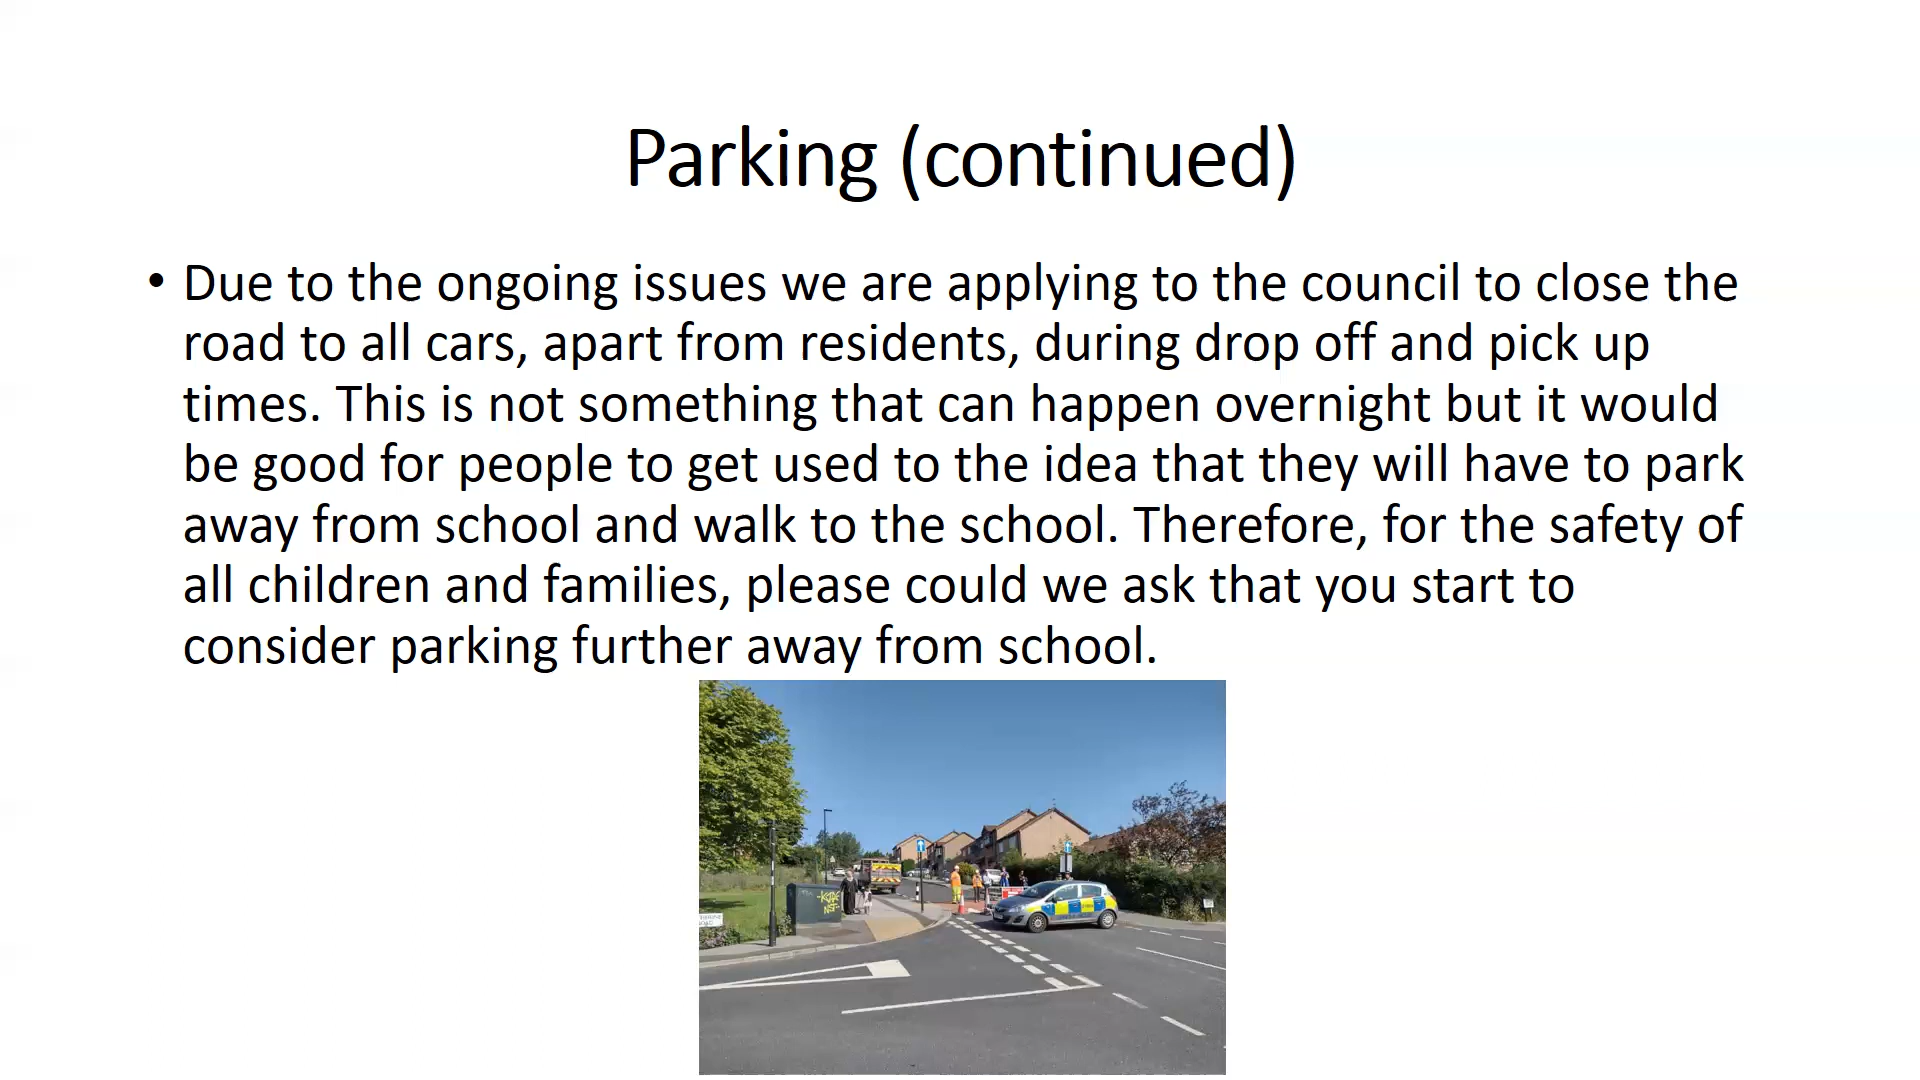 Parking (continued)
• Due to the ongoing issues we are applying to the council to close the
road to all cars, apart from residents, during drop off and pick up
times. This is not something that can happen overnight but it would
be good for people to get used to the idea that they will have to park
away from school and walk to the school. Therefore, for the safety of
all children and families, please could we ask that you start to
consider parking further away from school.